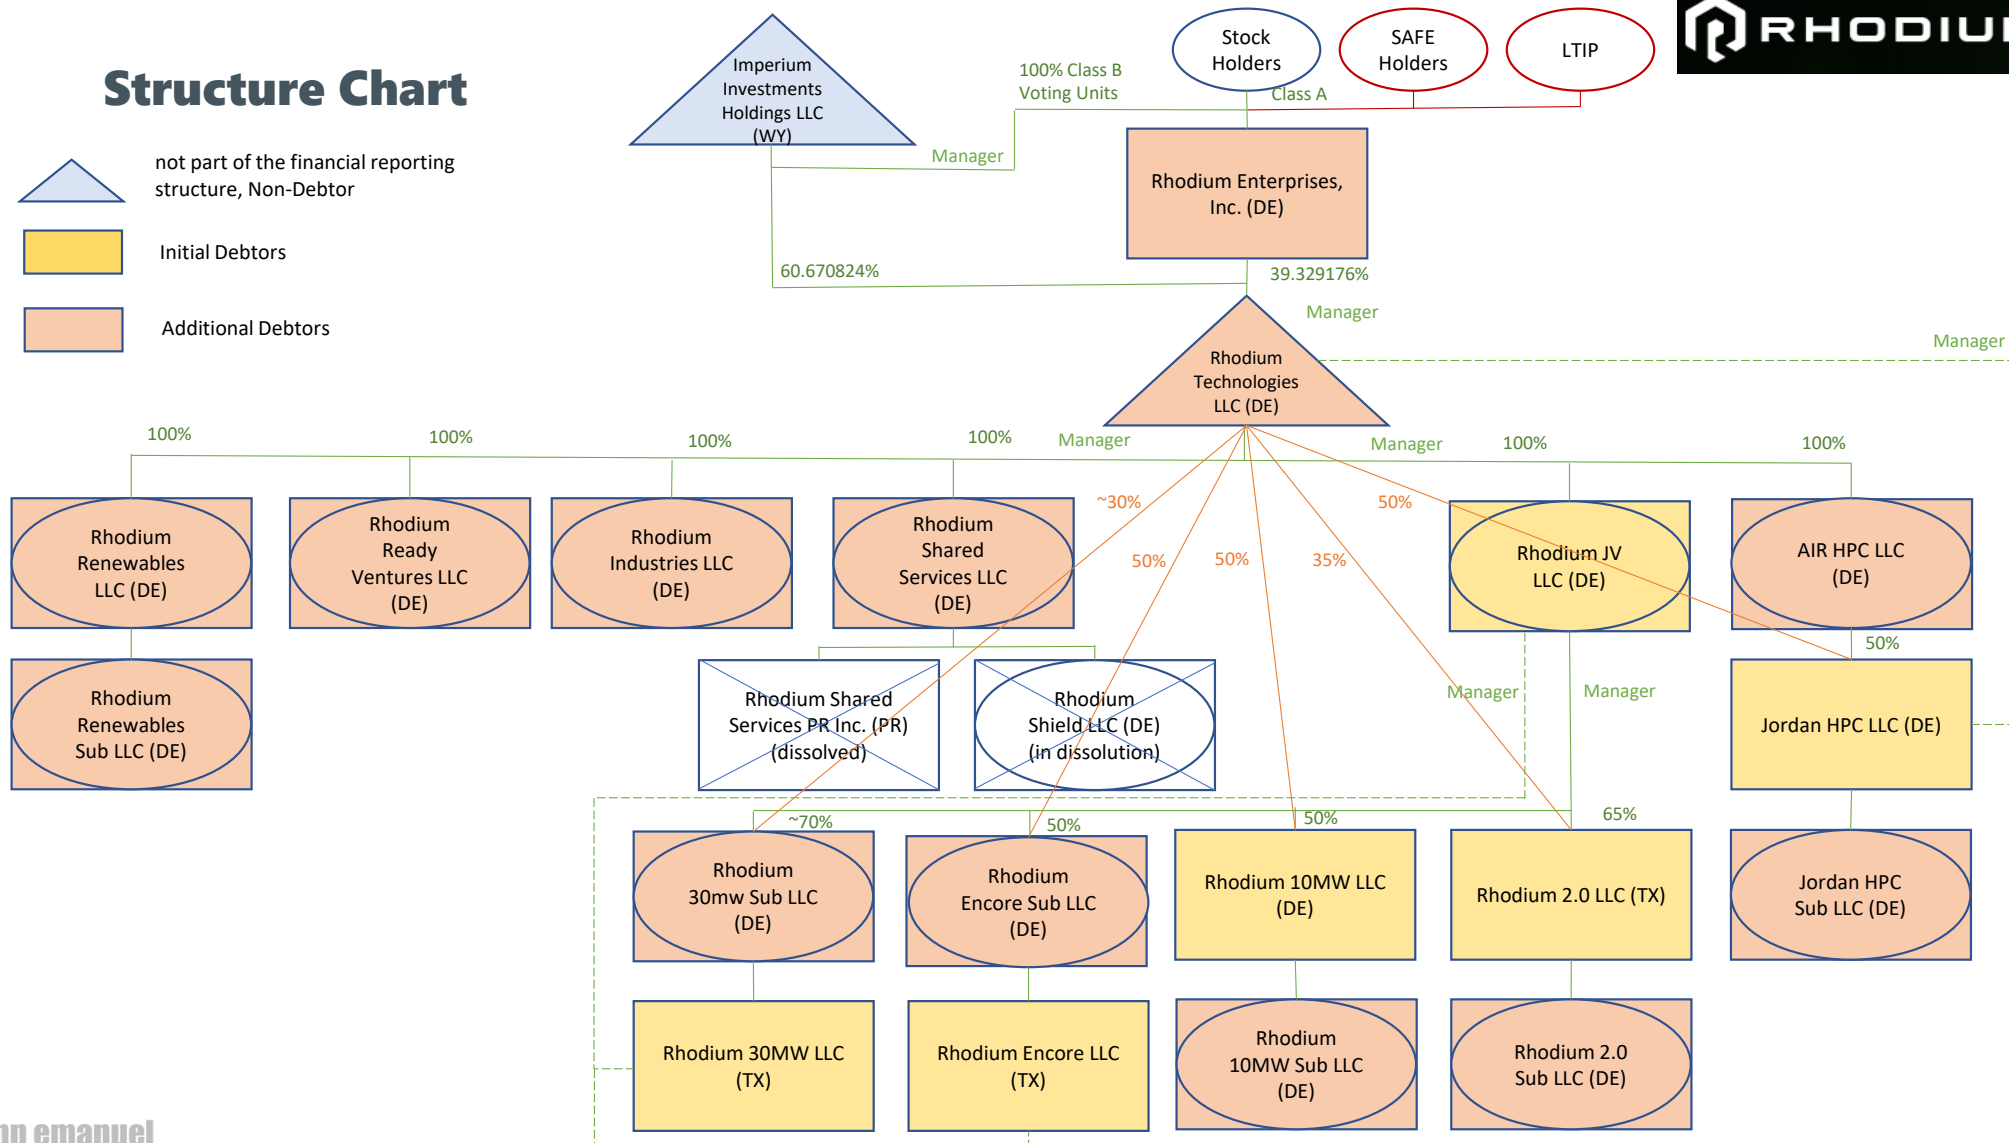 Structure Chart
not part of the financial reporting
structure, Non-Debtor
Initial Debtors
Additional Debtors
Imperium
Investments
Holdings LLC
(WY)
100% Class B
Voting Units
Manager
Stock
Holders
SAFE
Holders
LTIP
RHODIU
Class A
Rhodium Enterprises,
Inc. (DE)
60.670824%
39.329176%
Manager
Manager
Rhodium
Technologies
LLC (DE)
100%
100%
100%
100%
Manager
Manager
100%
100%
Rhodium
Renewables
LLC (DE)
Rhodium
Ready
Ventures LLC
(DE)
Rhodium
Industries LLC
(DE)
Rhodium
Shared
Services LLC
(DE)
~30%
50%
50%
35%
50%
Rhodium JV
LLC (DE)
AIR HPC LLC
(DE)
50%
Rhodium
Renewables
Sub LLC (DE)
Rhodium Shared
Services PR Inc. (PR)
(dissolved)
Rhodium
Shield LLC (DE)
(in dissolution)
Manager
Manager
Jordan HPC LLC (DE)
~70%
50%
50%
65%
Rhodium
30mw Sub LLC
(DE)
Rhodium
Encore Sub LLC
(DE)
Rhodium 10MW LLC
(DE)
Rhodium 2.0 LLC (TX)
Jordan HPC
Sub LLC (DE)
Rhodium 30MW LLC
(TX)
Rhodium Encore LLC
(TX)
Rhodium
10MW Sub LLC
(DE)
Rhodium 2.0
Sub LLC (DE)
emanuel